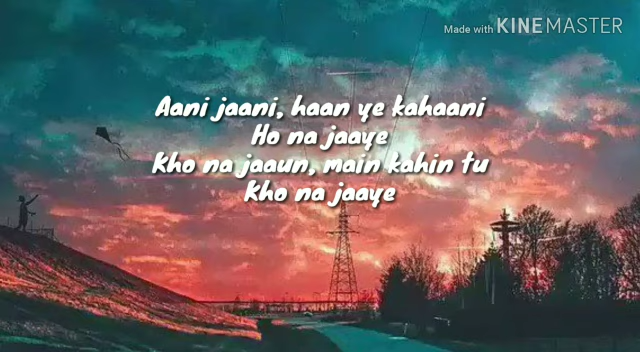 Made with KINEMASTER
Aani jaani, haan ye kahaani
Ho na jaaye
Kho na jaaun, main kahin tu
Kho na jaaye